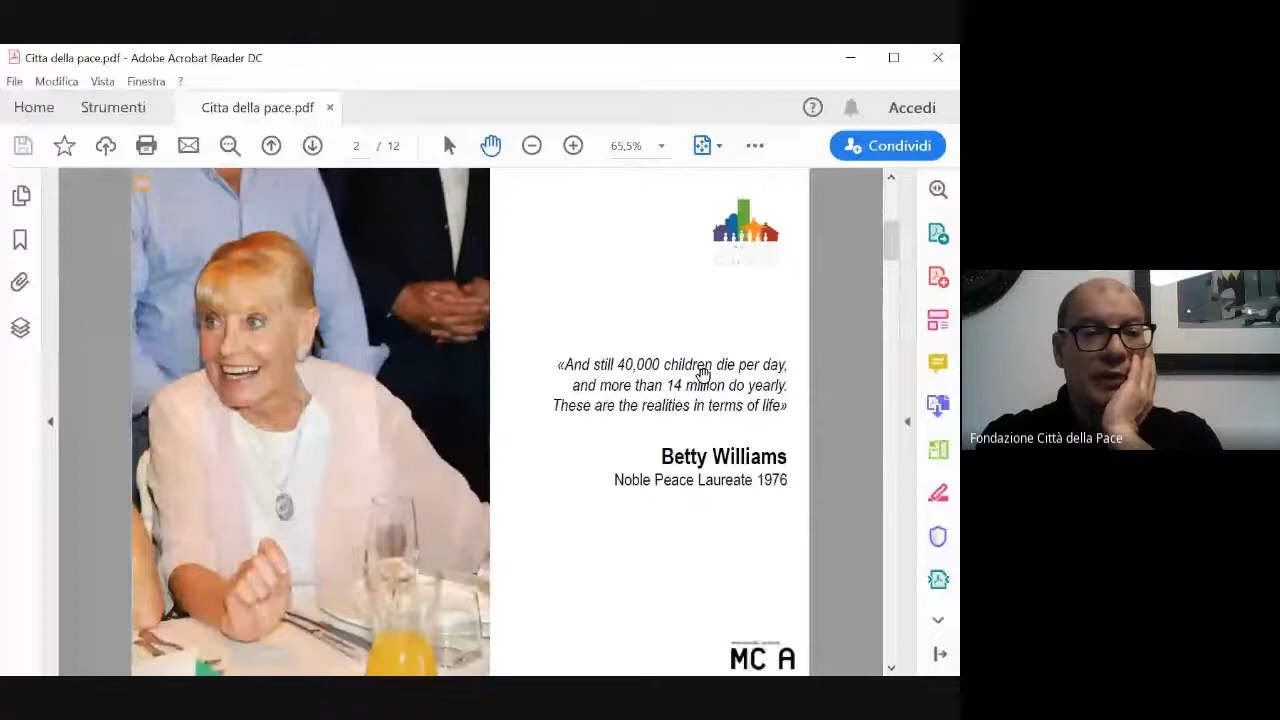 Citta della pace.pdf - Adobe Acrobat Reader DC
File Modifica Vista Finestra ?
Home Strumenti Citta della pace.pdf × Accedi
2 / 12 65,5% Condividi
«And still 40,000 children die per day,
and more than 14 million do yearly.
These are the realities in terms of life»
Betty Williams
Noble Peace Laureate 1976
MC A
Fondazione Città della Pace